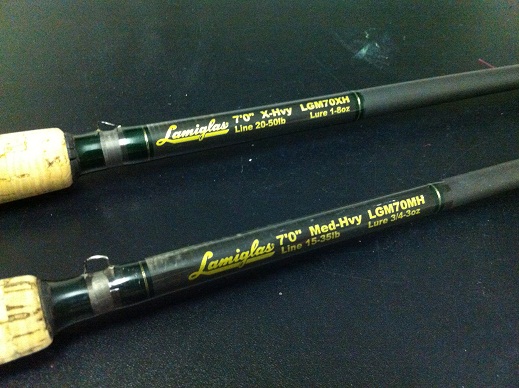 Lamiglas 7'0" X-Hvy LGM70XH
Line 20-50lb Lure 1-8oz
Lamiglas 7'0" Med-Hvy LGM70MH
Line 15-35lb Lure 3/4-3oz